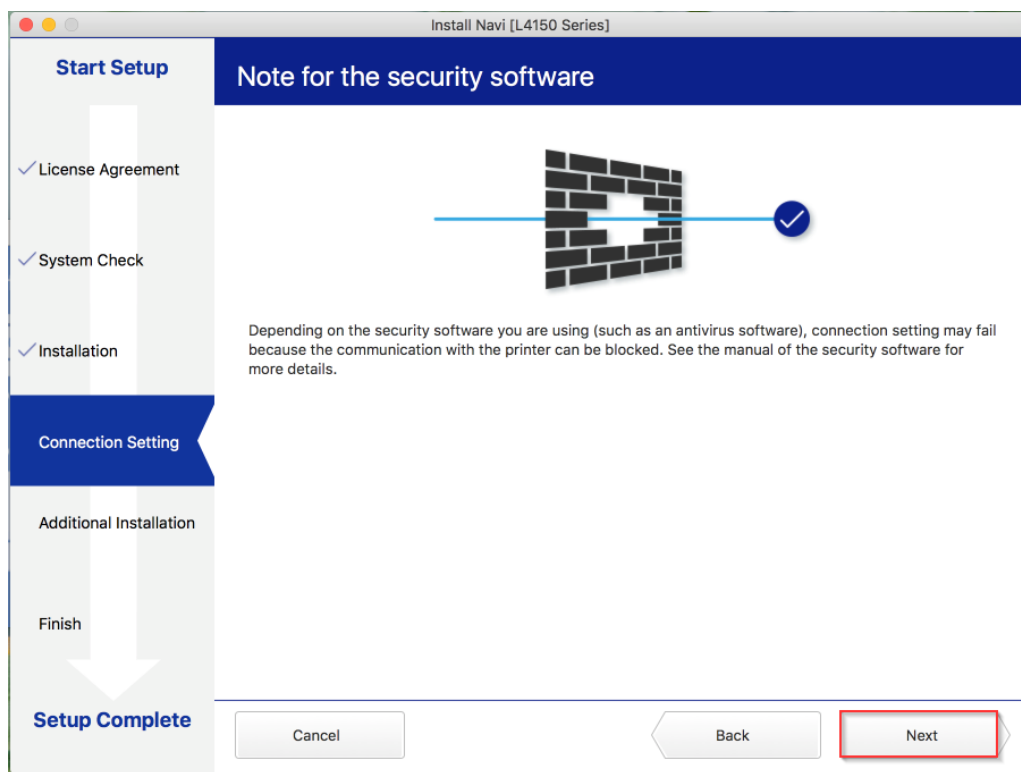 Install Navi [L4150 Series]
Start Setup
License Agreement
System Check
Installation
Connection Setting
Additional Installation
Finish
Setup Complete
Note for the security software
Depending on the security software you are using (such as an antivirus software), connection setting may fail
because the communication with the printer can be blocked. See the manual of the security software for
more details.
Cancel
Back
Next